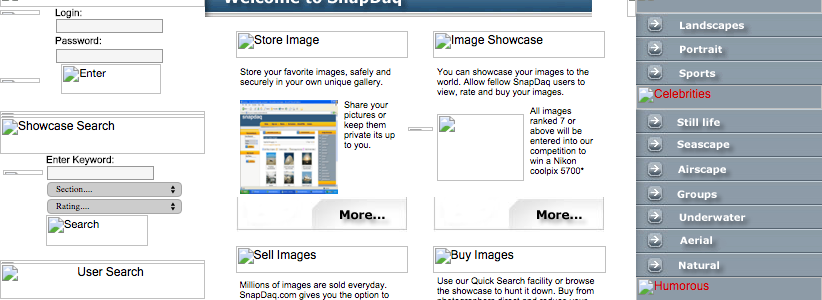 Welcome to SnapDaq
Login:
Password:
Enter
Showcase Search
Enter Keyword:
Section....
Rating....
Search
User Search
Store Image
Store your favorite images, safely and
securely in your own unique gallery.
Share your
pictures or
keep them
private its up
to you.
More...
Image Showcase
You can showcase your images to the
world. Allow fellow SnapDaq users to
view, rate and buy your images.
All images
ranked 7 or
above will be
entered into our
competition to
win a Nikon
coolpix 5700*
More...
Sell Images
Millions of images are sold everyday.
SnapDaq.com gives you the option to
Buy Images
Use our Quick Search facility or browse
the showcase to hunt it down. Buy from
Landscapes
Portrait
Sports
Celebrities
Still life
Seascape
Airscape
Groups
Underwater
Aerial
Natural
Humorous